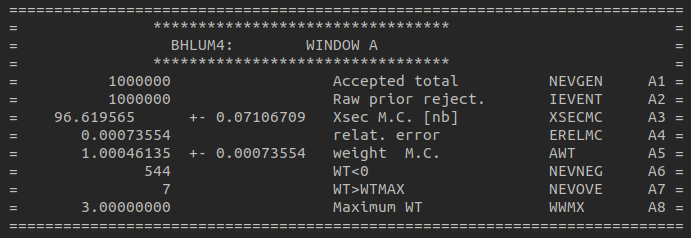 ===========================================================================
= ********************************* =
= BHLUM4: WINDOW A =
= ********************************* =
= 1000000 Accepted total NEVGEN A1 =
= 1000000 Raw prior reject. IEVENT A2 =
= 96.619565 +- 0.07106709 Xsec M.C. [nb] XSECMC A3 =
= 0.00073554 relat. error ERELMC A4 =
= 1.00046135 +- 0.00073554 weight M.C. AWT A5 =
= 544 WT<0 NEVNEG A6 =
= 7 WT>WTMAX NEVOVE A7 =
= 3.00000000 Maximum WT WWMX A8 =
===========================================================================